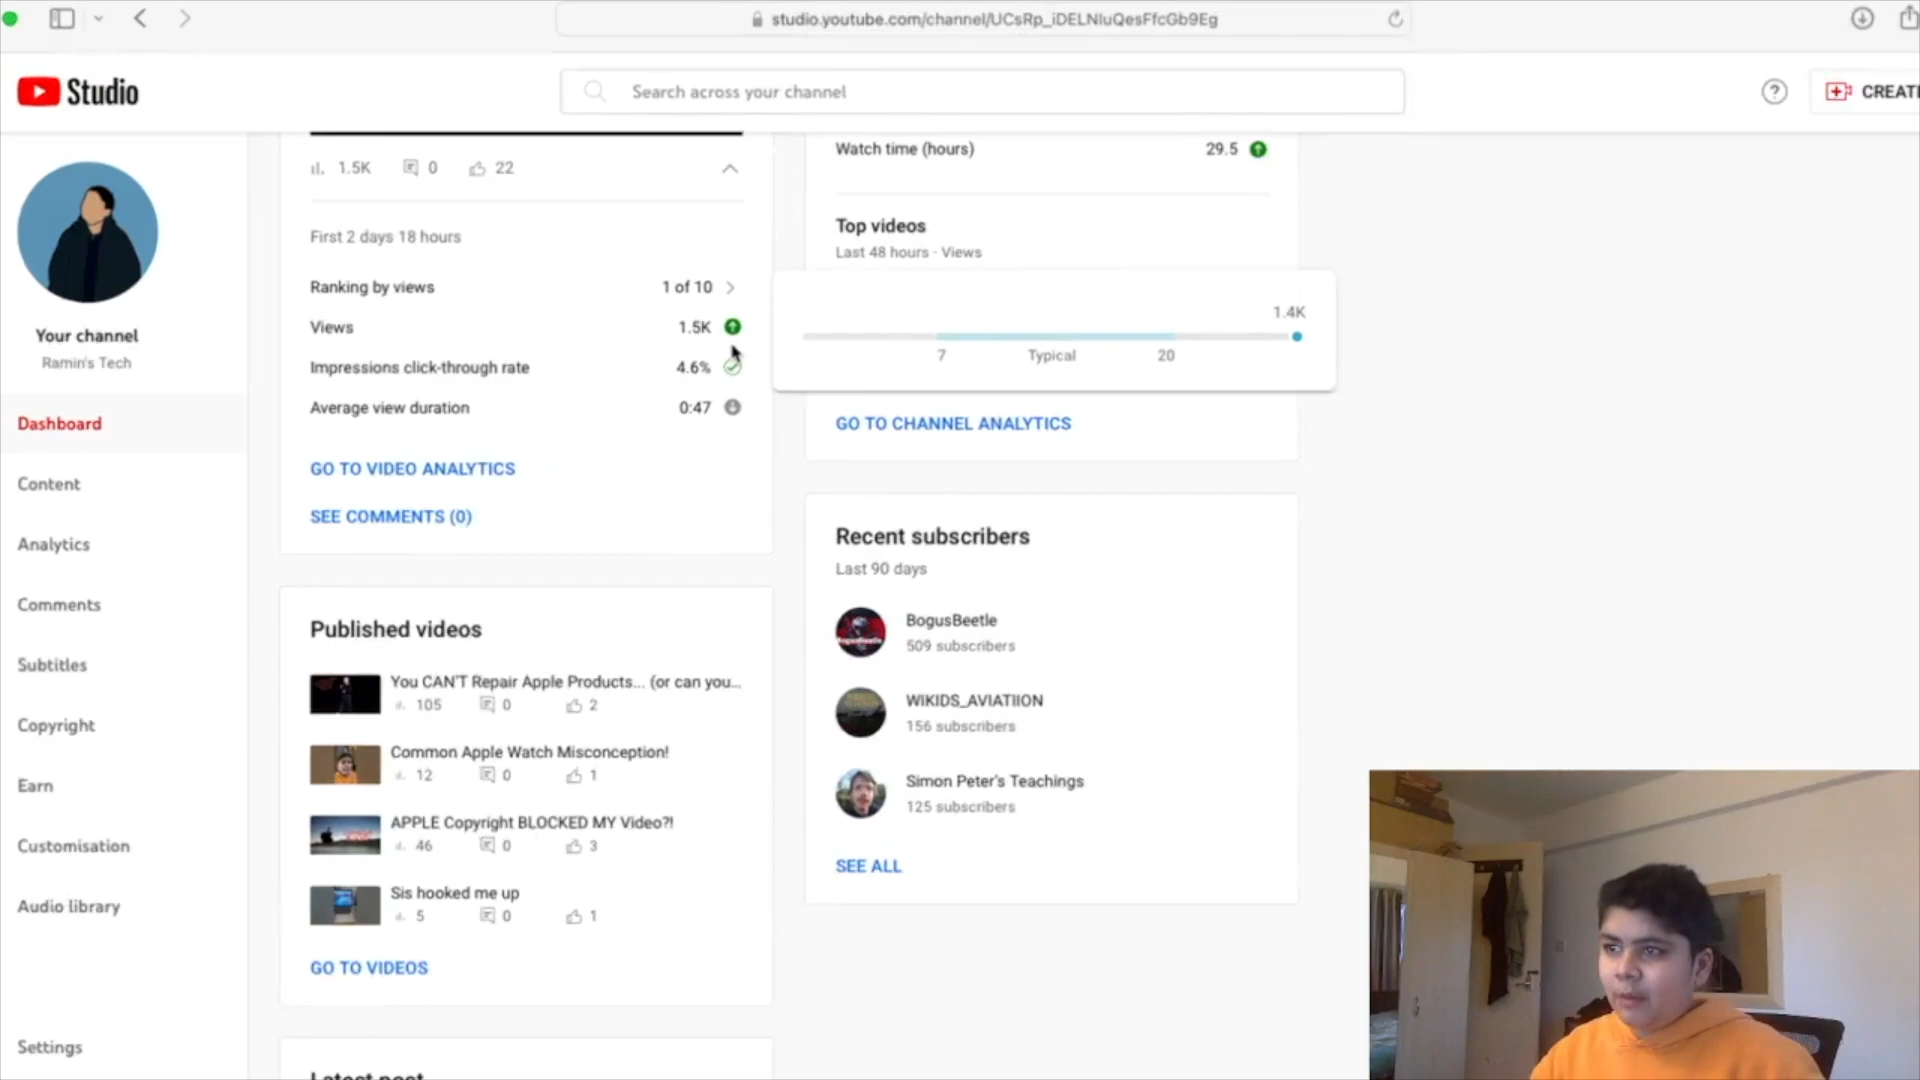 studio.youtube.com/channel/UCsRp_iDELNIuQesFfcGb9Eg
Studio
Search across your channel
CREATE
Your channel
Ramin's Tech
Dashboard
Content
Analytics
Comments
Subtitles
Copyright
Earn
Customisation
Audio library
Settings
1.5K 0 22
First 2 days 18 hours
Ranking by views 1 of 10
Views 1.5K
Impressions click-through rate 4.6%
Average view duration 0:47
GO TO VIDEO ANALYTICS
SEE COMMENTS (0)
Published videos
You CAN'T Repair Apple Products... (or can you...
105 0 2
Common Apple Watch Misconception!
12 0 1
APPLE Copyright BLOCKED MY Video?!
46 0 3
Sis hooked me up
5 0 1
GO TO VIDEOS
Latest post
Watch time (hours) 29.5
Top videos
Last 48 hours · Views
1.4K
7 Typical 20
GO TO CHANNEL ANALYTICS
Recent subscribers
Last 90 days
BogusBeetle
509 subscribers
WIKIDS_AVIATIION
156 subscribers
Simon Peter's Teachings
125 subscribers
SEE ALL